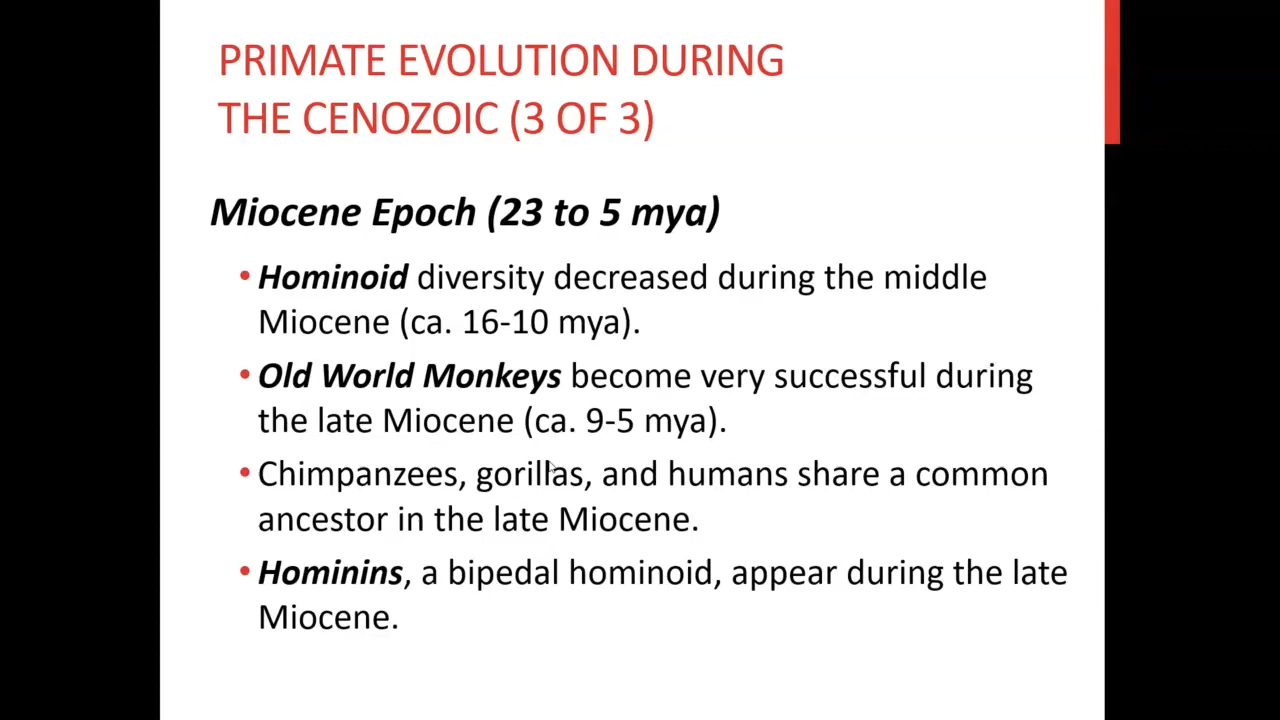 PRIMATE EVOLUTION DURING
THE CENOZOIC (3 OF 3)
Miocene Epoch (23 to 5 mya)
• Hominoid diversity decreased during the middle
Miocene (ca. 16-10 mya).
• Old World Monkeys become very successful during
the late Miocene (ca. 9-5 mya).
• Chimpanzees, gorillas, and humans share a common
ancestor in the late Miocene.
• Hominins, a bipedal hominoid, appear during the late
Miocene.